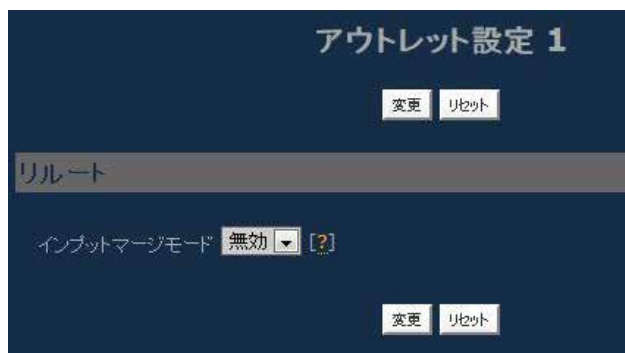 アウトレット設定 1
変更 リセット
リルート
インプットマージモード 無効 [?]
変更 リセット